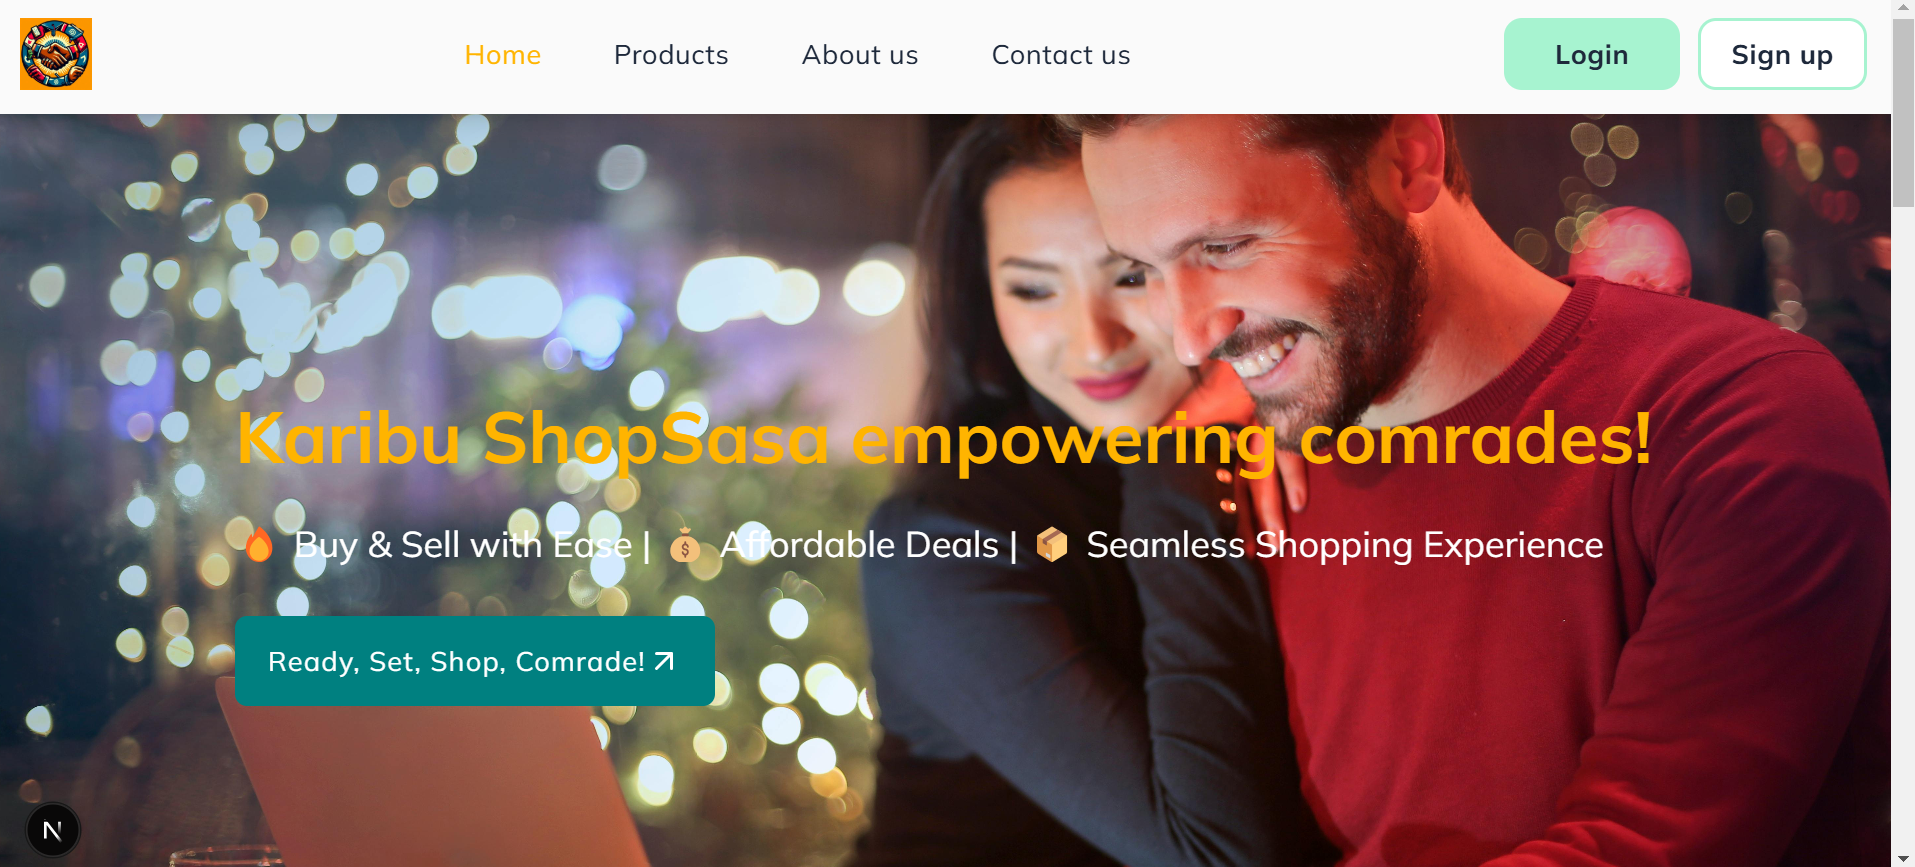 Home Products About us Contact us Login Sign up
Karibu ShopSasa empowering comrades!
🔥 Buy & Sell with Ease | 💰 Affordable Deals | 📦 Seamless Shopping Experience
Ready, Set, Shop, Comrade!
N